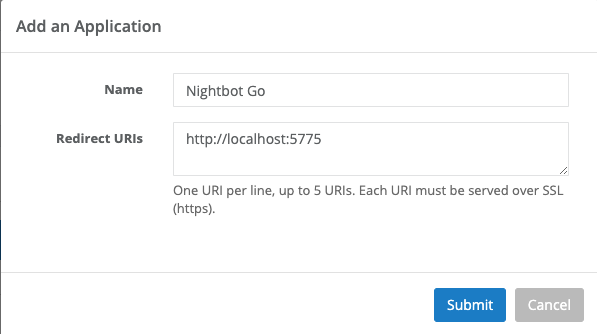 Add an Application
Name
Nightbot Go
Redirect URIs
http://localhost:5775
One URI per line, up to 5 URIs. Each URI must be served over SSL
(https).
Submit
Cancel